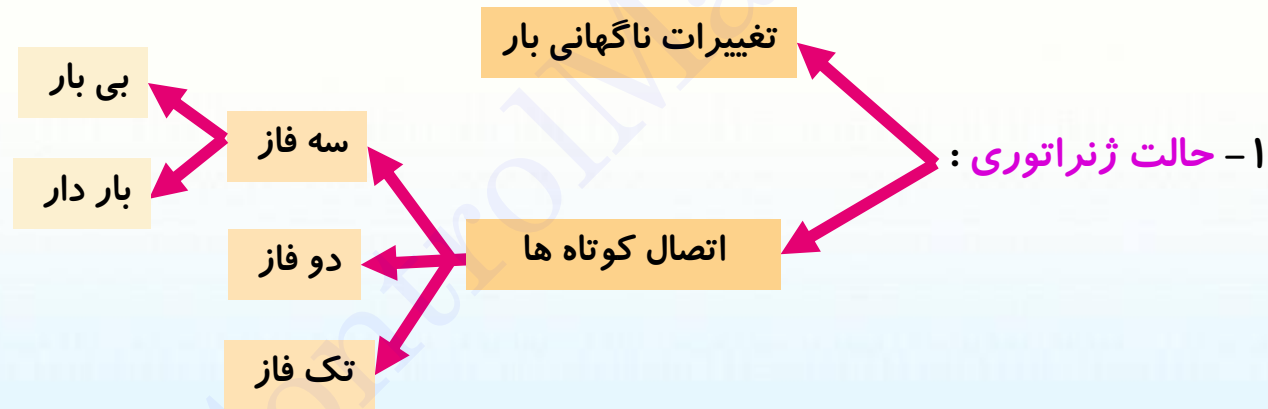 ۱- حالت ژنراتوری :
تغییرات ناگهانی بار
اتصال کوتاه ها
سه فاز
دو فاز
تک فاز
بی بار
بار دار